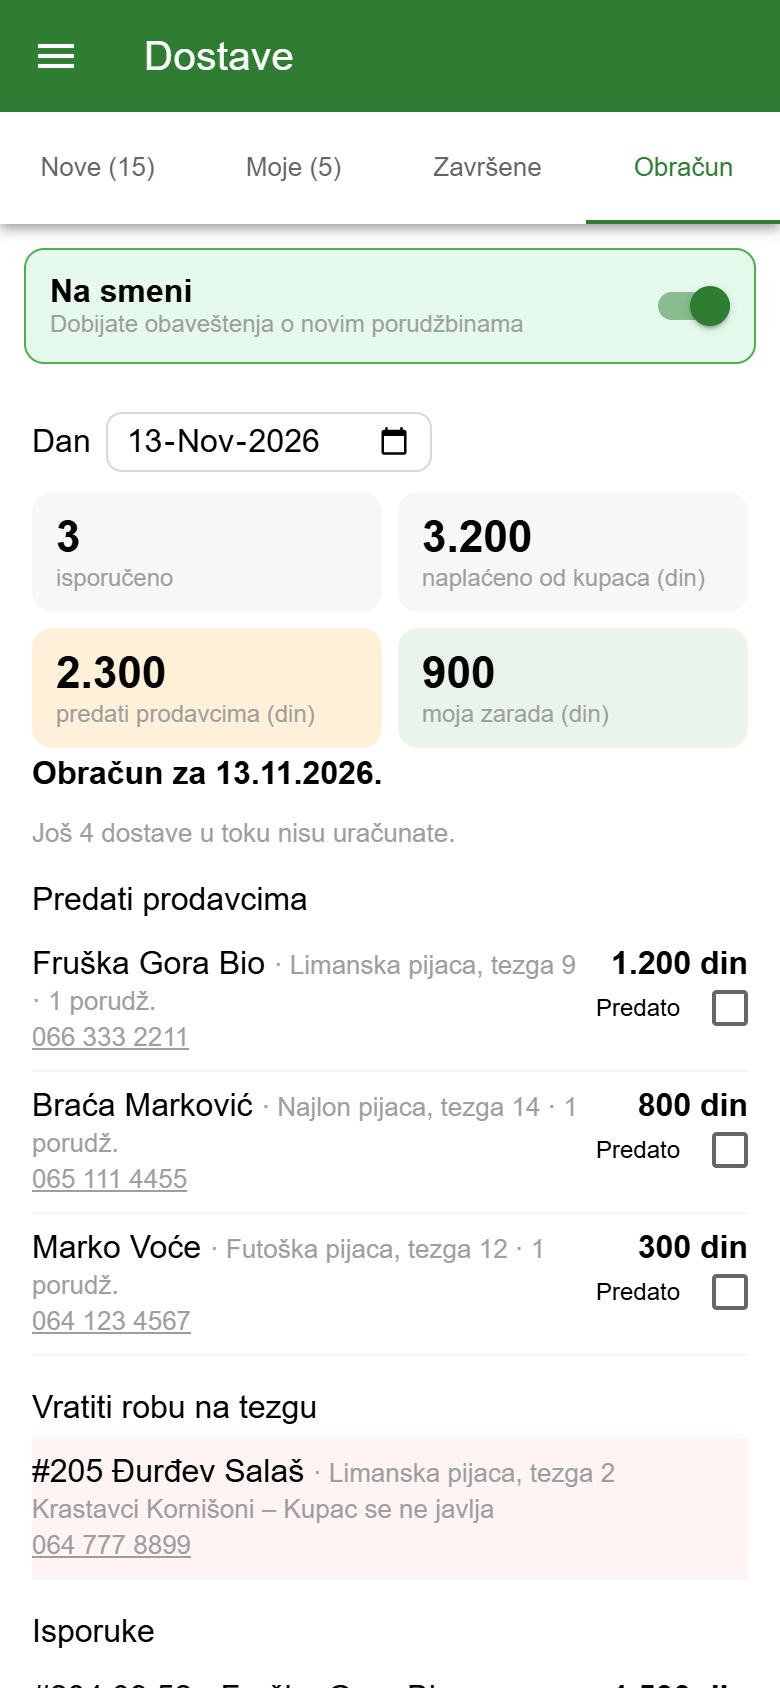 Dostave
Nove (15)
Moje (5)
Završene
Obračun
Na smeni
Dobijate obaveštenja o novim porudžbinama
Dan
13-Nov-2026
3
isporučeno
3.200
naplaćeno od kupaca (din)
2.300
predati prodavcima (din)
900
moja zarada (din)
Obračun za 13.11.2026.
Još 4 dostave u toku nisu uračunate.
Predati prodavcima
Fruška Gora Bio · Limanska pijaca, tezga 9
· 1 porudž.
066 333 2211
1.200 din
Predato
Braća Marković · Najlon pijaca, tezga 14 · 1
porudž.
065 111 4455
800 din
Predato
Marko Voće · Futoška pijaca, tezga 12 · 1
porudž.
064 123 4567
300 din
Predato
Vratiti robu na tezgu
#205 Đurđev Salaš · Limanska pijaca, tezga 2
Krastavci Kornišoni – Kupac se ne javlja
064 777 8899
Isporuke